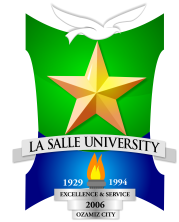 LA SALLE UNIVERSITY
1929 1994
EXCELLENCE & SERVICE
2006
OZAMIZ CITY